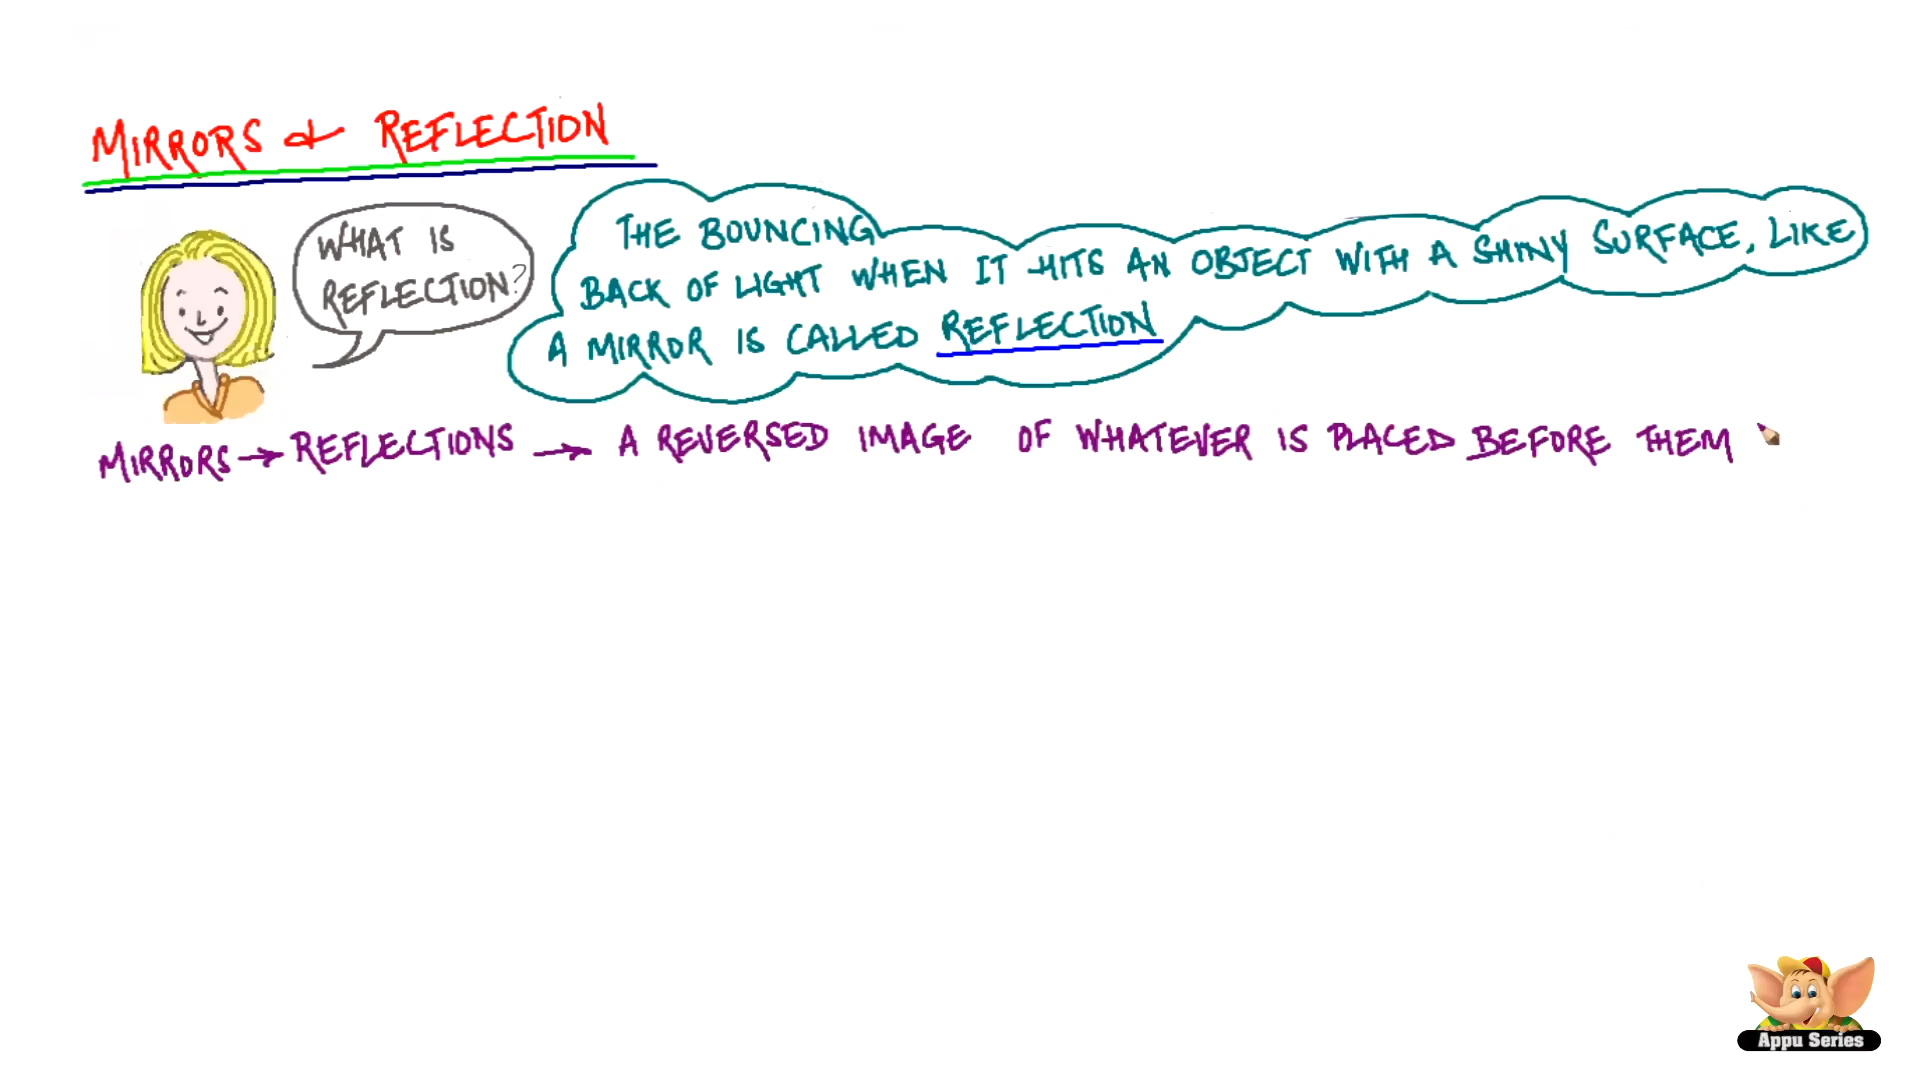 MIRRORS & REFLECTION
WHAT IS
REFLECTION?
THE BOUNCING
BACK OF LIGHT WHEN IT HITS AN OBJECT WITH A SHINY SURFACE, LIKE
A MIRROR IS CALLED REFLECTION
MIRRORS → REFLECTIONS → A REVERSED IMAGE OF WHATEVER IS PLACED BEFORE THEM
Appu Series